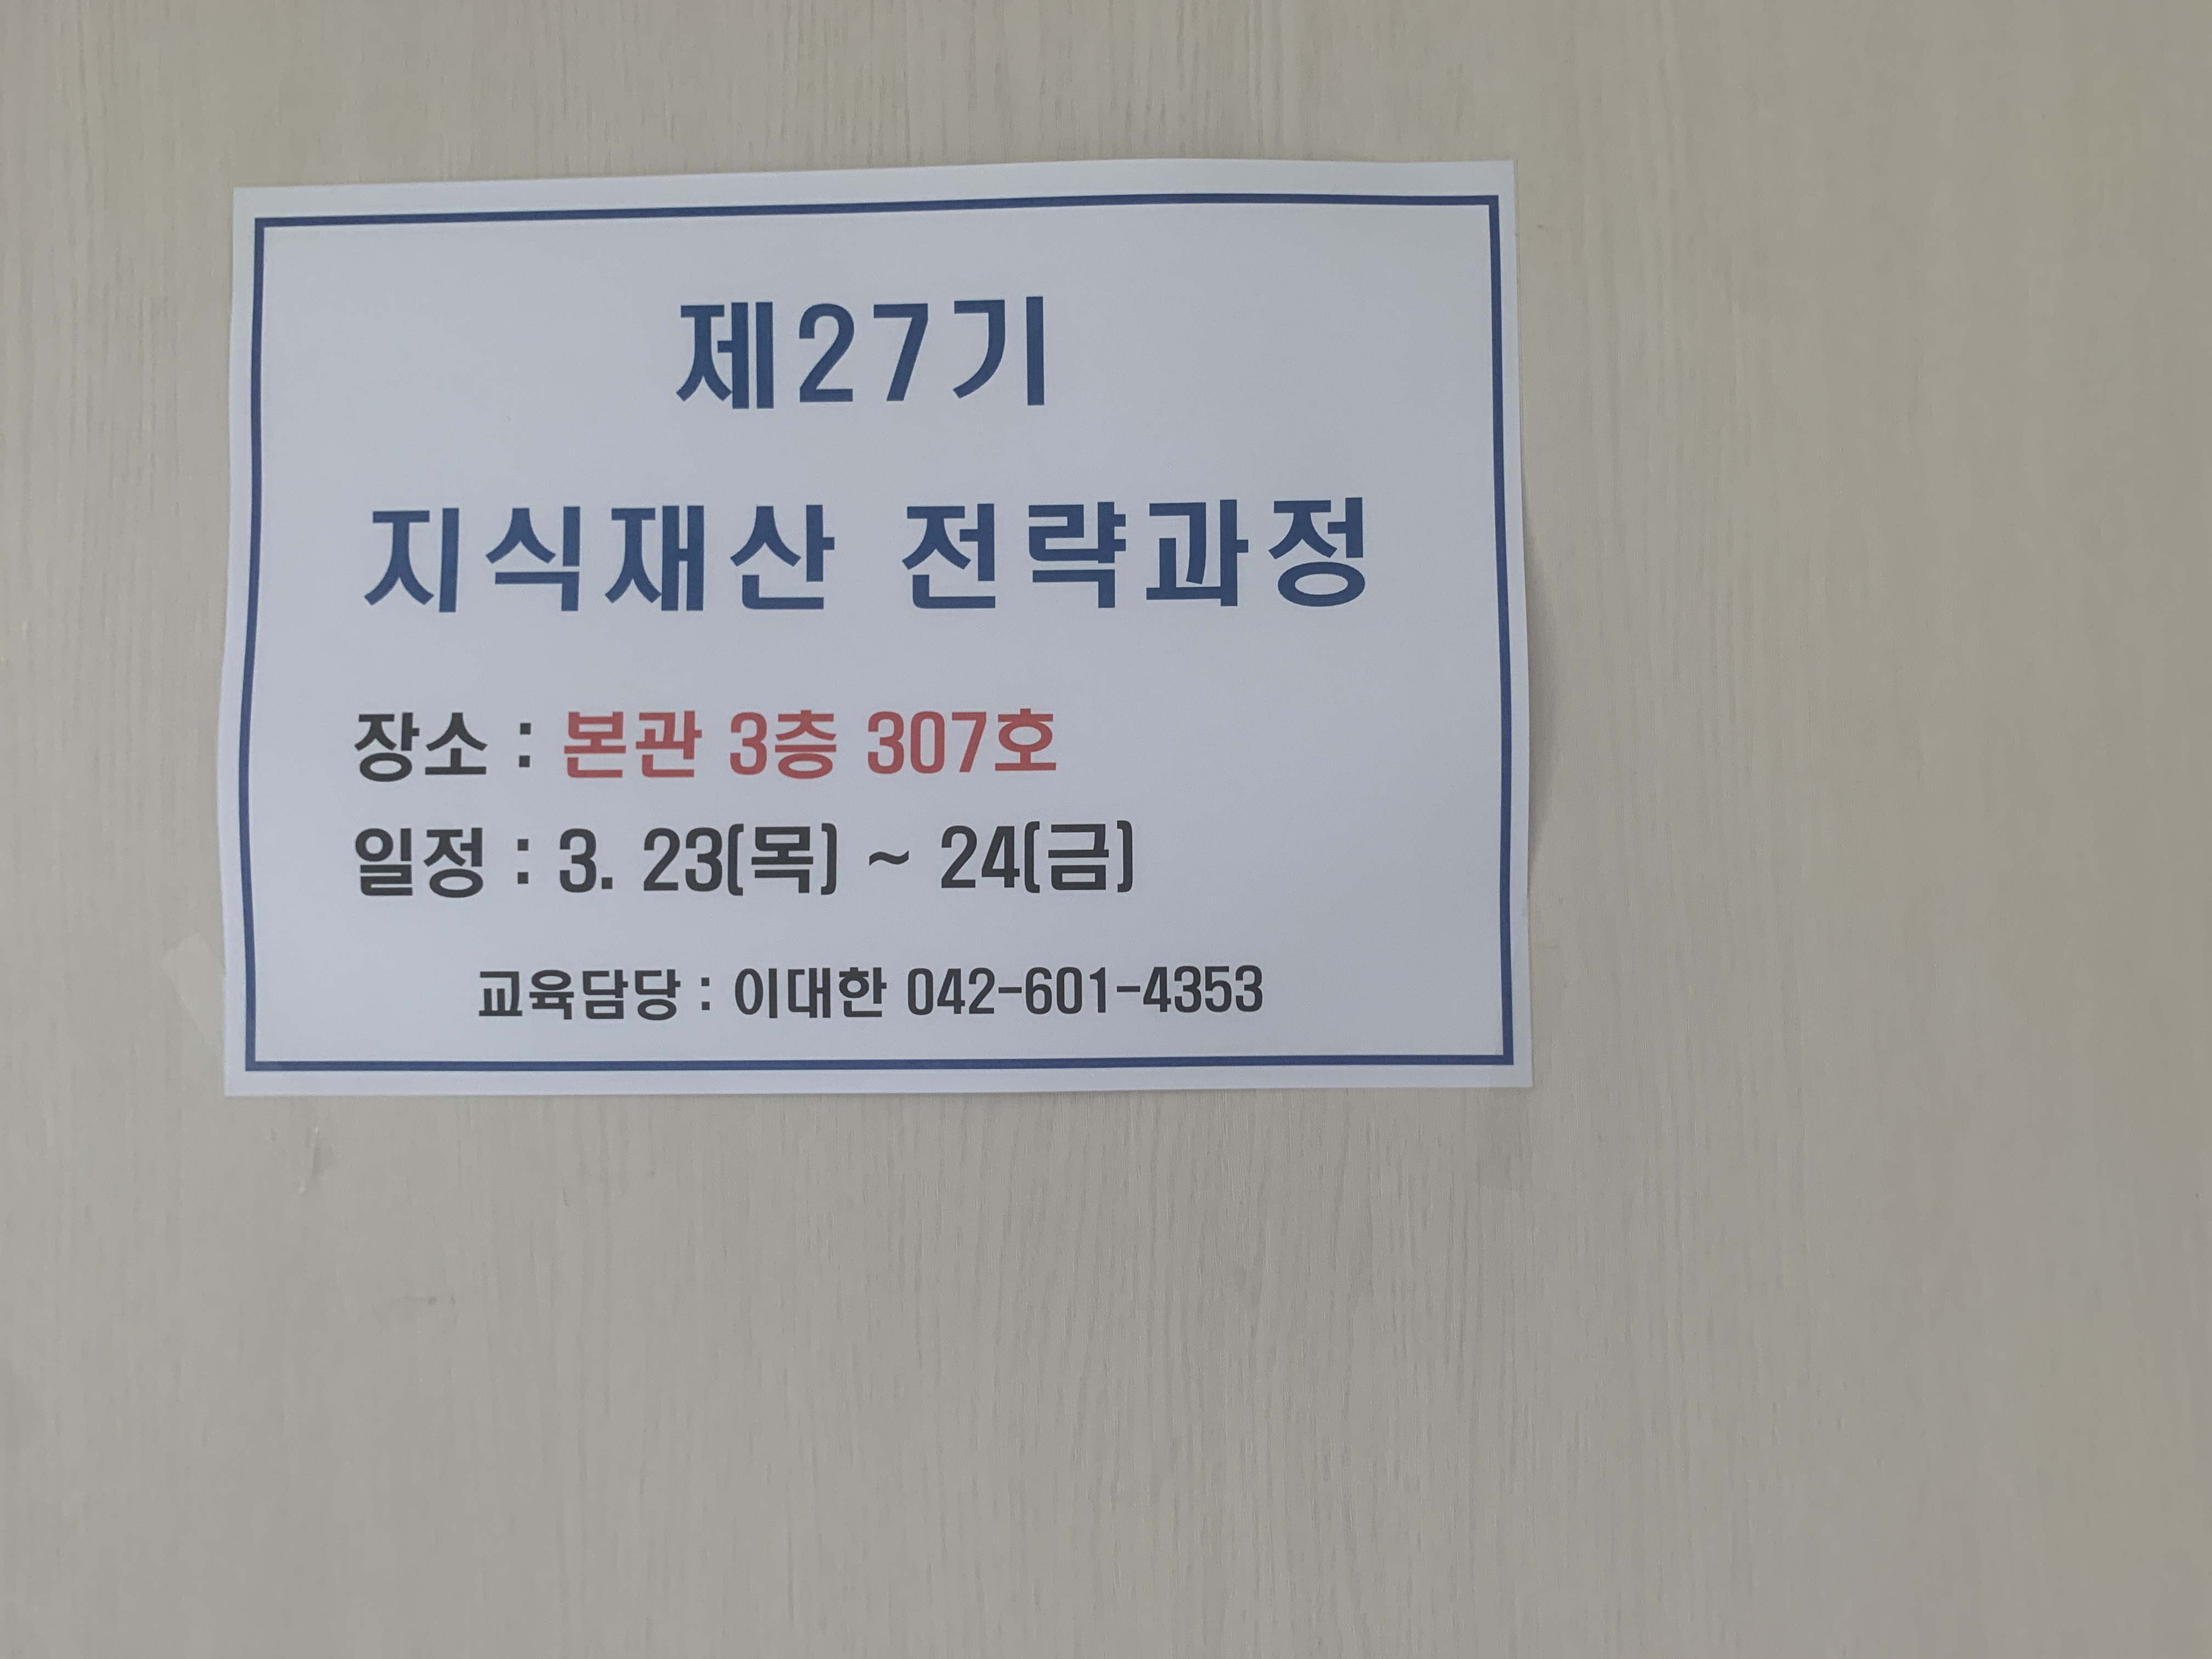 제27기
지식재산 전략과정
장소 : 본관 3층 307호
일정 : 3. 23(목) ~ 24(금)
교육담당 : 이대한 042-601-4353